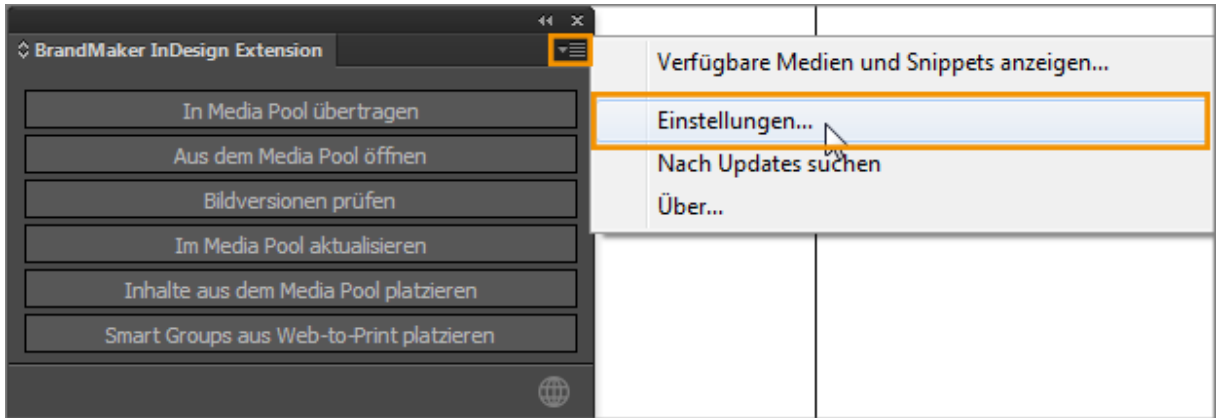 BrandMaker InDesign Extension
In Media Pool übertragen
Aus dem Media Pool öffnen
Bildversionen prüfen
Im Media Pool aktualisieren
Inhalte aus dem Media Pool platzieren
Smart Groups aus Web-to-Print platzieren
Verfügbare Medien und Snippets anzeigen...
Einstellungen...
Nach Updates suchen
Über...